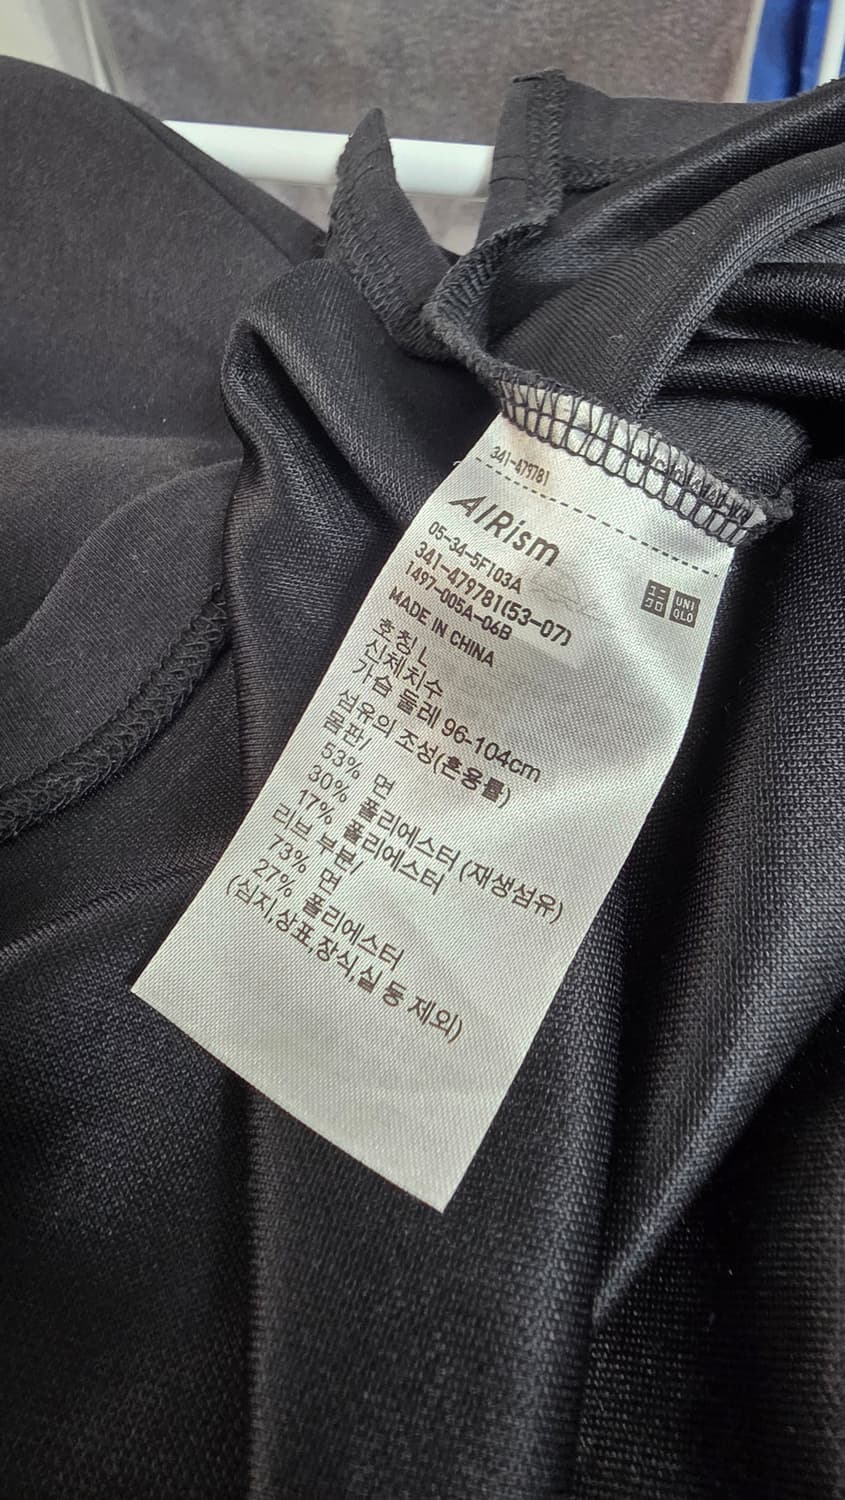 341-479781
AIRism
ユニ
クロ
UNI
QLO
05-34-5F103A
341-479781(53-07)
1497-005A-06B
MADE IN CHINA
호칭 L
신체치수
가슴 둘레 96-104cm
섬유의 조성(혼용률)
몸판/
53% 면
30% 폴리에스터 (재생섬유)
17% 폴리에스터
리브 부분/
73% 면
27% 폴리에스터
(심지,상표,장식,실 등 제외)